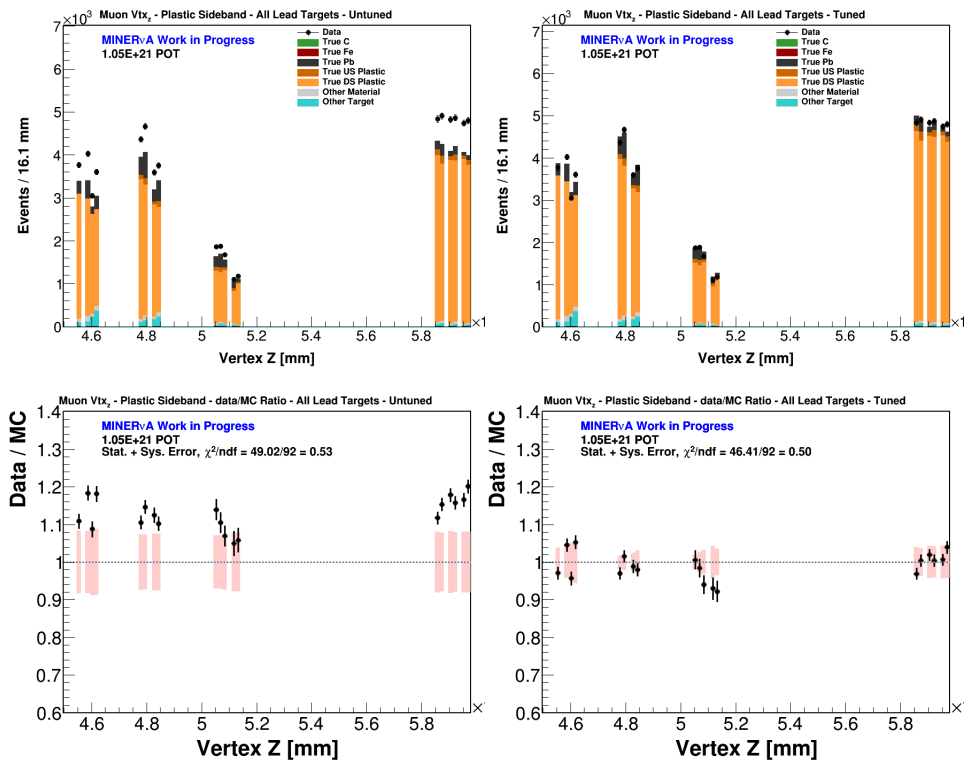 Muon Vtx_z - Plastic Sideband - All Lead Targets - Untuned
×10³
MINERνA Work in Progress
1.05E+21 POT
Data
True C
True Fe
True Pb
True US Plastic
True DS Plastic
Other Material
Other Target
Events / 16.1 mm
7
6
5
4
3
2
1
0
4.6 4.8 5 5.2 5.4 5.6 5.8
×1
Vertex Z [mm]
Muon Vtx_z - Plastic Sideband - All Lead Targets - Tuned
×10³
MINERνA Work in Progress
1.05E+21 POT
Data
True C
True Fe
True Pb
True US Plastic
True DS Plastic
Other Material
Other Target
Events / 16.1 mm
7
6
5
4
3
2
1
0
4.6 4.8 5 5.2 5.4 5.6 5.8
×1
Vertex Z [mm]
Muon Vtx_z - Plastic Sideband - data/MC Ratio - All Lead Targets - Untuned
MINERνA Work in Progress
1.05E+21 POT
Stat. + Sys. Error, χ²/ndf = 49.02/92 = 0.53
Data / MC
1.4
1.3
1.2
1.1
1
0.9
0.8
0.7
0.6
4.6 4.8 5 5.2 5.4 5.6 5.8
×
Vertex Z [mm]
Muon Vtx_z - Plastic Sideband - data/MC Ratio - All Lead Targets - Tuned
MINERνA Work in Progress
1.05E+21 POT
Stat. + Sys. Error, χ²/ndf = 46.41/92 = 0.50
Data / MC
1.4
1.3
1.2
1.1
1
0.9
0.8
0.7
0.6
4.6 4.8 5 5.2 5.4 5.6 5.8
×
Vertex Z [mm]